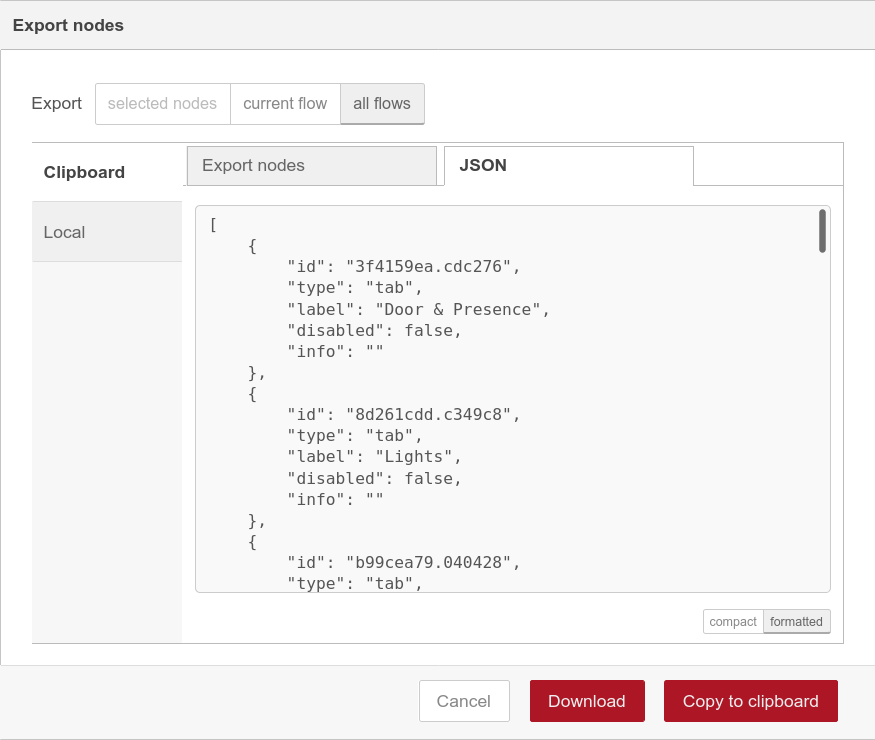 Export nodes
Export selected nodes current flow all flows
Clipboard Export nodes JSON
Local
[
    {
        "id": "3f4159ea.cdc276",
        "type": "tab",
        "label": "Door & Presence",
        "disabled": false,
        "info": ""
    },
    {
        "id": "8d261cdd.c349c8",
        "type": "tab",
        "label": "Lights",
        "disabled": false,
        "info": ""
    },
    {
        "id": "b99cea79.040428",
        "type": "tab",
compact formatted
Cancel Download Copy to clipboard